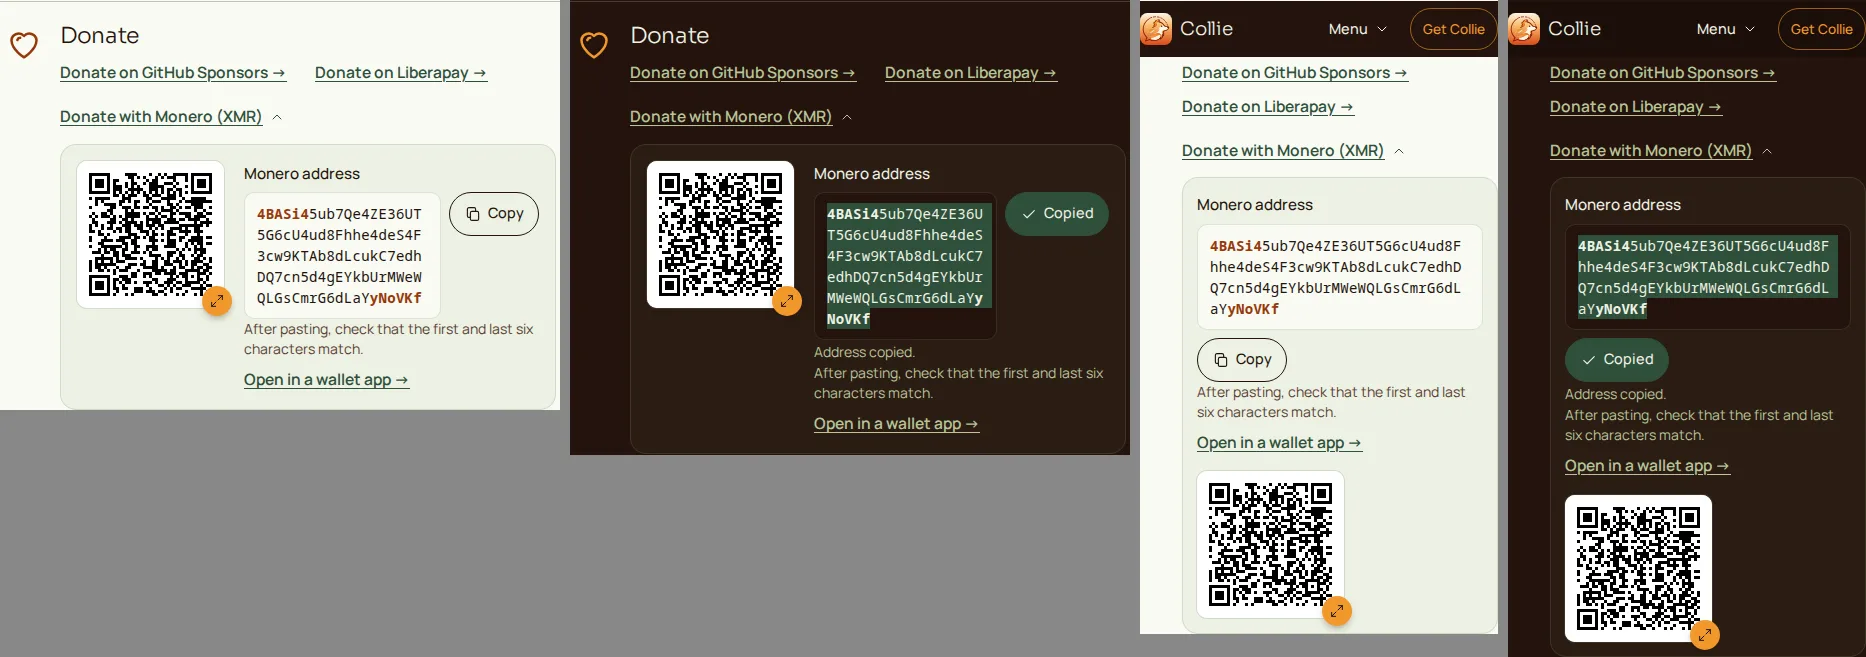 Donate
Donate on GitHub Sponsors →
Donate on Liberapay →
Donate with Monero (XMR)
Monero address
4BASi45ub7Qe4ZE36UT
5G6cU4ud8Fhhe4deS4F
3cw9KTAb8dLcukC7edh
DQ7cn5d4gEYkbUrMWeW
QLGsCmrG6dLaYyNoVKf
Copy
After pasting, check that the first and last six
characters match.
Open in a wallet app →
Donate
Donate on GitHub Sponsors →
Donate on Liberapay →
Donate with Monero (XMR)
Monero address
4BASi45ub7Qe4ZE36U
T5G6cU4ud8Fhhe4deS
4F3cw9KTAb8dLcukC7
edhDQ7cn5d4gEYkbUr
MWeWQLGsCmrG6dLaYy
NoVKf
Copied
Address copied.
After pasting, check that the first and last six
characters match.
Open in a wallet app →
Collie
Menu
Get Collie
Donate on GitHub Sponsors →
Donate on Liberapay →
Donate with Monero (XMR)
Monero address
4BASi45ub7Qe4ZE36UT5G6cU4ud8F
hhe4deS4F3cw9KTAb8dLcukC7edhD
Q7cn5d4gEYkbUrMWeWQLGsCmrG6dL
aYyNoVKf
Copy
After pasting, check that the first and last
six characters match.
Open in a wallet app →
Collie
Menu
Get Collie
Donate on GitHub Sponsors →
Donate on Liberapay →
Donate with Monero (XMR)
Monero address
4BASi45ub7Qe4ZE36UT5G6cU4ud8F
hhe4deS4F3cw9KTAb8dLcukC7edhD
Q7cn5d4gEYkbUrMWeWQLGsCmrG6dL
aYyNoVKf
Copied
Address copied.
After pasting, check that the first and last
six characters match.
Open in a wallet app →